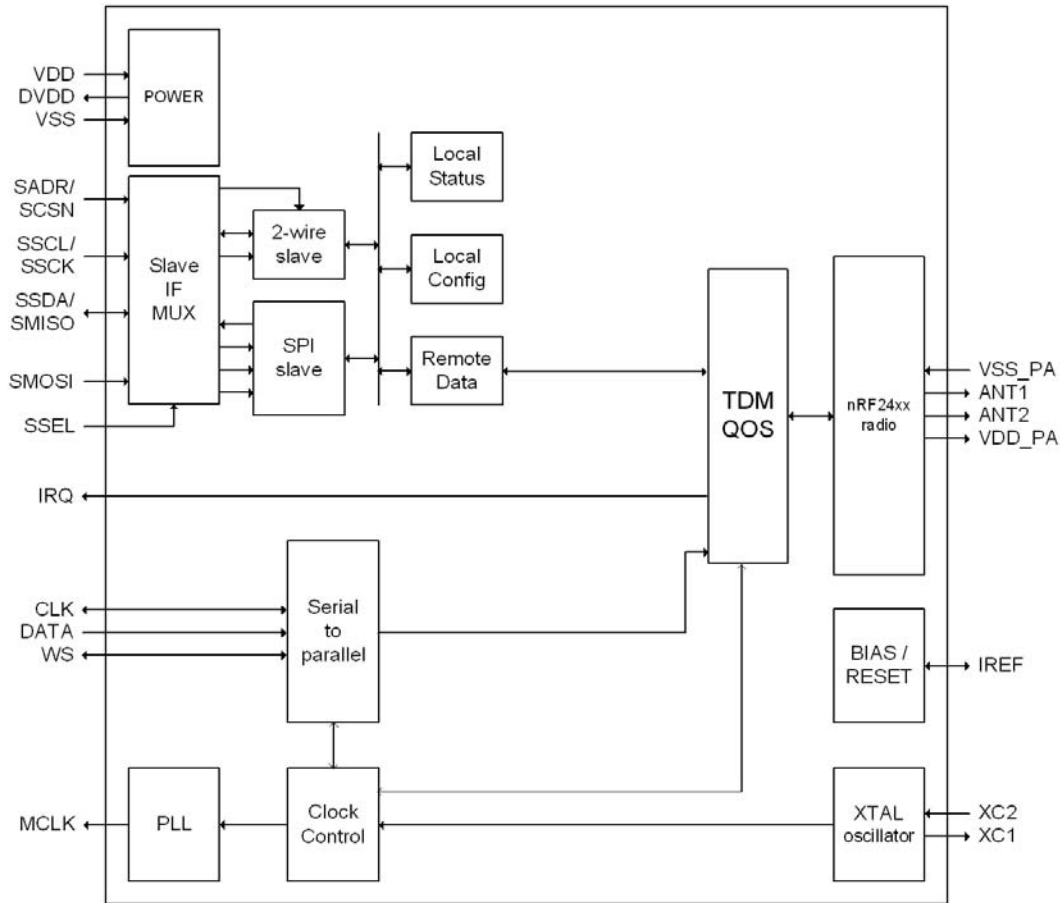 VDD
DVDD
VSS
POWER
SADR/
SCSN
SSCL/
SSCK
SSDA/
SMISO
SMOSI
SSEL
Slave
IF
MUX
2-wire
slave
SPI
slave
Local
Status
Local
Config
Remote
Data
TDM
QOS
nRF24xx
radio
VSS_PA
ANT1
ANT2
VDD_PA
IRQ
CLK
DATA
WS
Serial
to
parallel
BIAS /
RESET
IREF
MCLK
PLL
Clock
Control
XTAL
oscillator
XC2
XC1